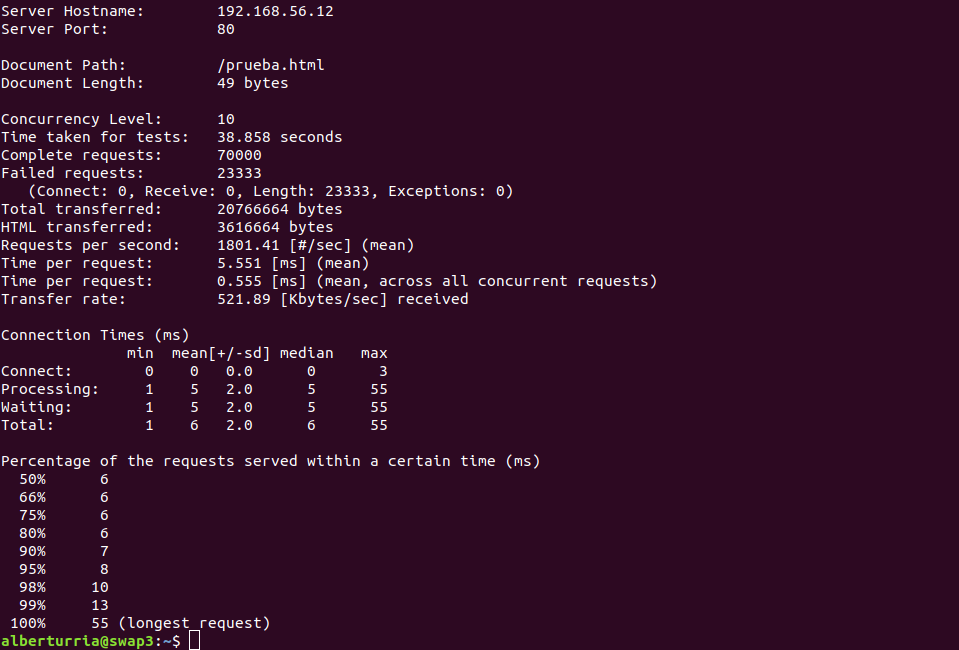 Server Hostname:        192.168.56.12
Server Port:            80
Document Path:          /prueba.html
Document Length:        49 bytes
Concurrency Level:      10
Time taken for tests:   38.858 seconds
Complete requests:      70000
Failed requests:        23333
   (Connect: 0, Receive: 0, Length: 23333, Exceptions: 0)
Total transferred:      20766664 bytes
HTML transferred:       3616664 bytes
Requests per second:    1801.41 [#/sec] (mean)
Time per request:       5.551 [ms] (mean)
Time per request:       0.555 [ms] (mean, across all concurrent requests)
Transfer rate:          521.89 [Kbytes/sec] received
Connection Times (ms)
              min  mean[+/-sd] median   max
Connect:        0    0   0.0      0       3
Processing:     1    5   2.0      5      55
Waiting:        1    5   2.0      5      55
Total:          1    6   2.0      6      55
Percentage of the requests served within a certain time (ms)
  50%      6
  66%      6
  75%      6
  80%      6
  90%      7
  95%      8
  98%     10
  99%     13
 100%     55 (longest request)
alberturria@swap3:~$